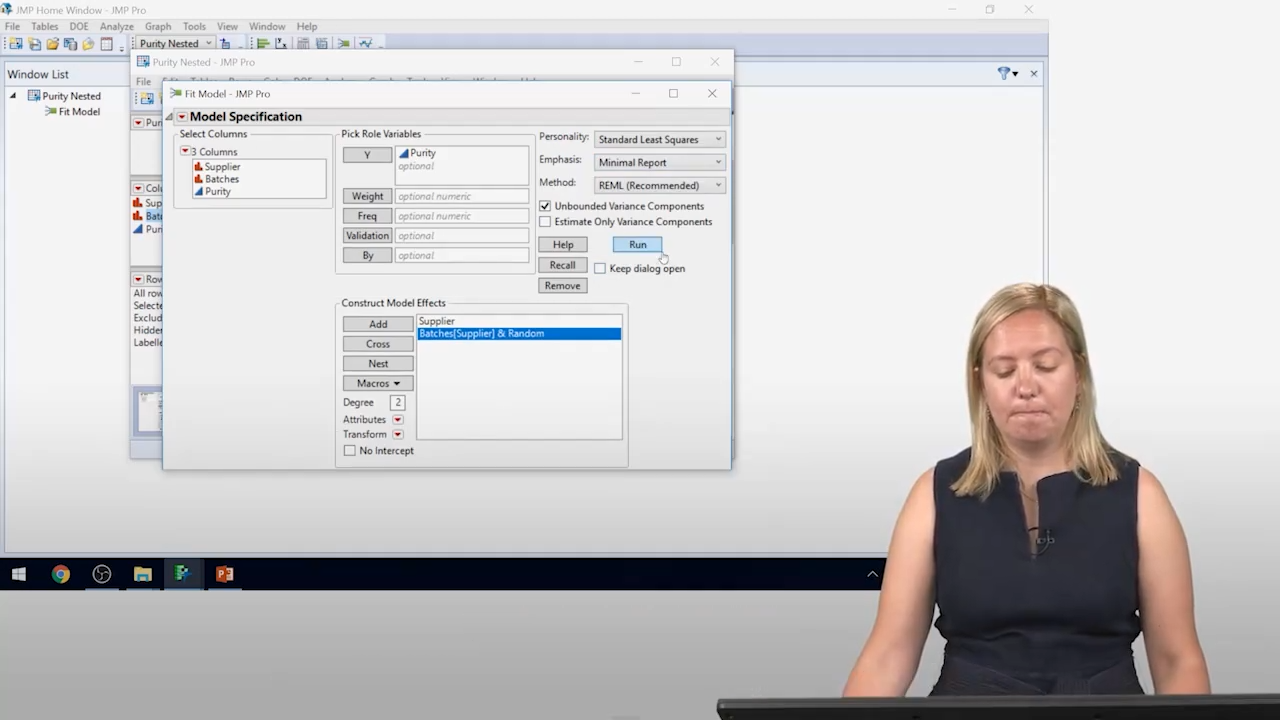 JMP Home Window - JMP Pro
File Tables DOE Analyze Graph Tools View Window Help
Purity Nested
Window List
Purity Nested
Fit Model
Purity Nested - JMP Pro
File
Fit Model - JMP Pro
Model Specification
Select Columns
3 Columns
Supplier
Batches
Purity
Pick Role Variables
Y
Purity
optional
Weight optional numeric
Freq optional numeric
Validation optional
By optional
Personality: Standard Least Squares
Emphasis: Minimal Report
Method: REML (Recommended)
Unbounded Variance Components
Estimate Only Variance Components
Help Run
Recall Keep dialog open
Remove
Construct Model Effects
Add
Cross
Nest
Macros
Degree 2
Attributes
Transform
No Intercept
Supplier
Batches[Supplier] & Random
Pur
Colu
Sup
Bat
Pur
Row
All row
Selecte
Exclud
Hidden
Labelle